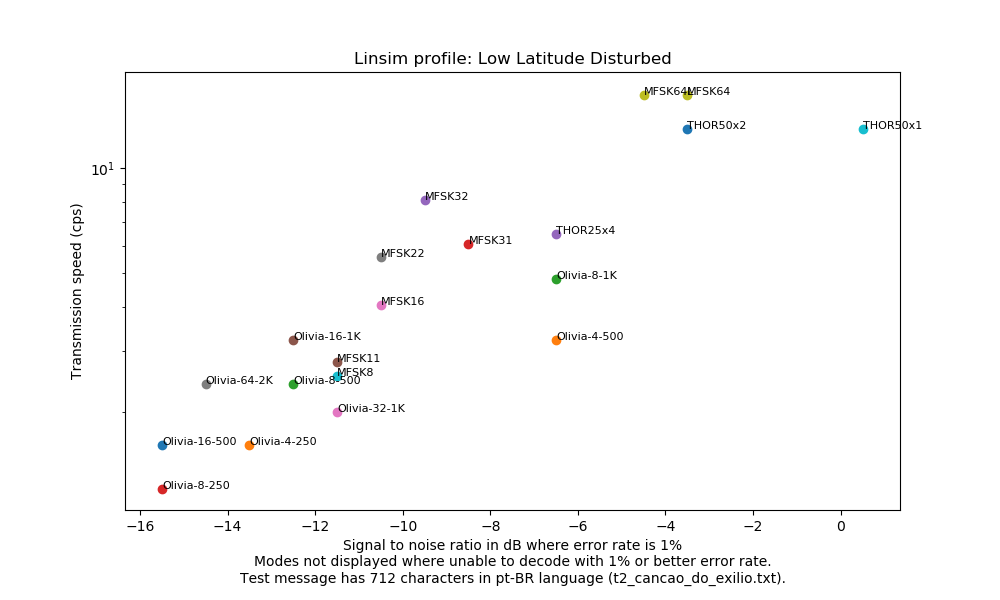 Linsim profile: Low Latitude Disturbed
MFSK64L
MFSK64
THOR50x2
THOR50x1
10¹
MFSK32
THOR25x4
MFSK31
MFSK22
Olivia-8-1K
MFSK16
Olivia-16-1K
Olivia-4-500
MFSK11
MFSK8
Olivia-64-2K
Olivia-8-500
Olivia-32-1K
Olivia-16-500
Olivia-4-250
Olivia-8-250
Transmission speed (cps)
−16 −14 −12 −10 −8 −6 −4 −2 0
Signal to noise ratio in dB where error rate is 1%
Modes not displayed where unable to decode with 1% or better error rate.
Test message has 712 characters in pt-BR language (t2_cancao_do_exilio.txt).